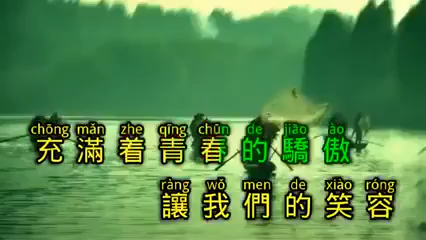 chōng mǎn zhe qīng chūn de jiāo ào
充滿着青春的驕傲
ràng wǒ men de xiào róng
讓我們的笑容